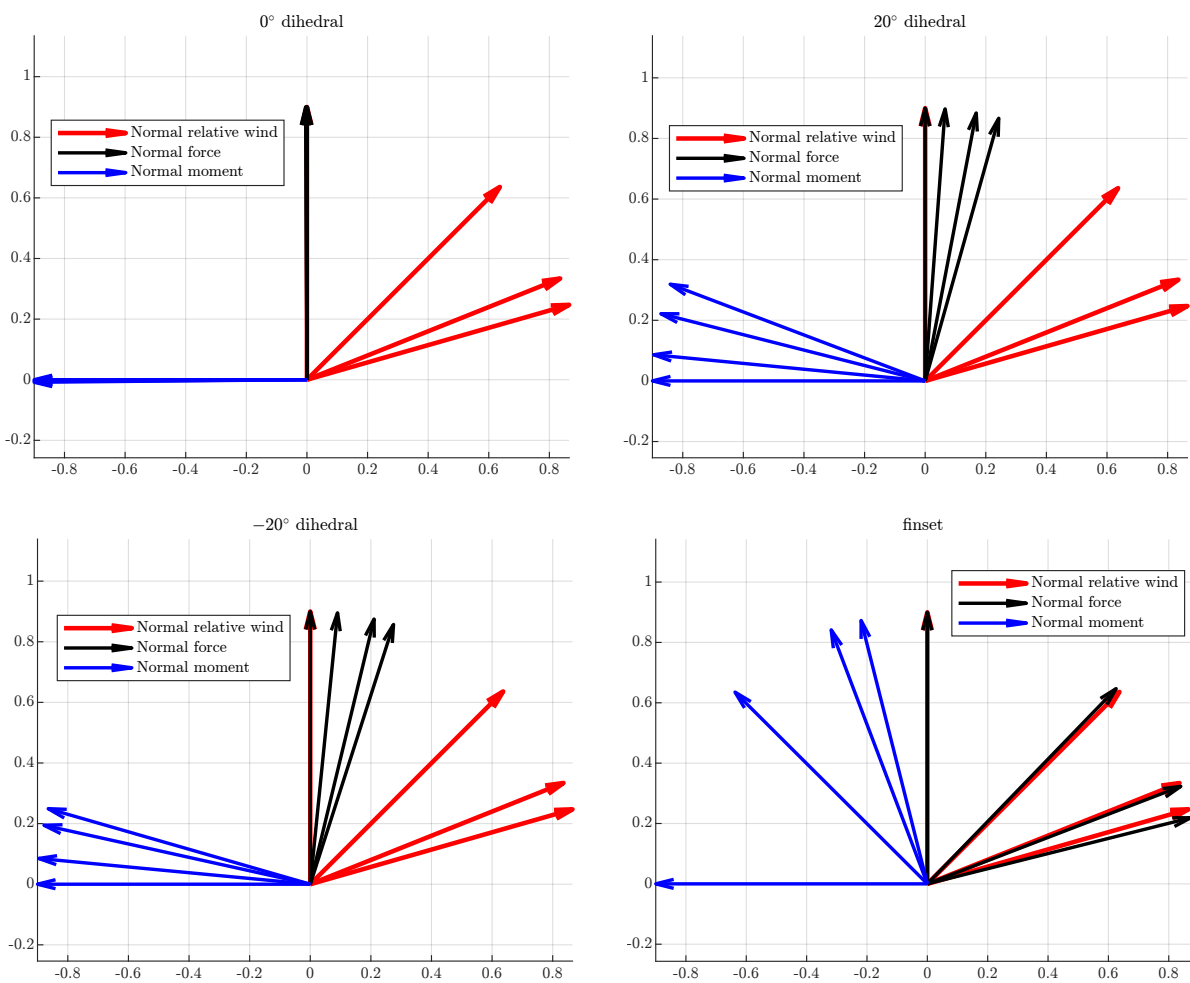 0° dihedral
1
0.8
0.6
0.4
0.2
0
-0.2
-0.8 -0.6 -0.4 -0.2 0 0.2 0.4 0.6 0.8
Normal relative wind
Normal force
Normal moment
20° dihedral
1
0.8
0.6
0.4
0.2
0
-0.2
-0.8 -0.6 -0.4 -0.2 0 0.2 0.4 0.6 0.8
Normal relative wind
Normal force
Normal moment
−20° dihedral
1
0.8
0.6
0.4
0.2
0
-0.2
-0.8 -0.6 -0.4 -0.2 0 0.2 0.4 0.6 0.8
Normal relative wind
Normal force
Normal moment
finset
1
0.8
0.6
0.4
0.2
0
-0.2
-0.8 -0.6 -0.4 -0.2 0 0.2 0.4 0.6 0.8
Normal relative wind
Normal force
Normal moment